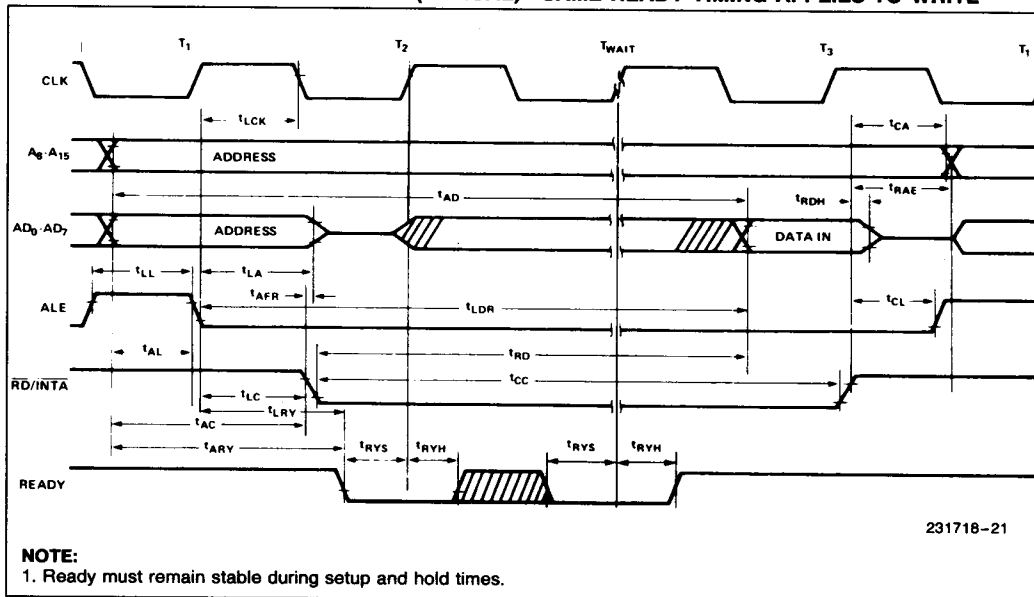 (TYPICAL)—SAME READY TIMING APPLIES TO WRITE
T1 T2 TWAIT T3 T1
CLK
tLCK
tCA
A8-A15
ADDRESS
tAD
tRAE
tRDH
AD0-AD7
ADDRESS
DATA IN
tLL
tLA
tAFR
tLDR
tCL
ALE
tAL
tRD
RD/INTA
tCC
tLC
tLRY
tAC
tARY
tRYS
tRYH
tRYS
tRYH
READY
231718-21
NOTE:
1. Ready must remain stable during setup and hold times.